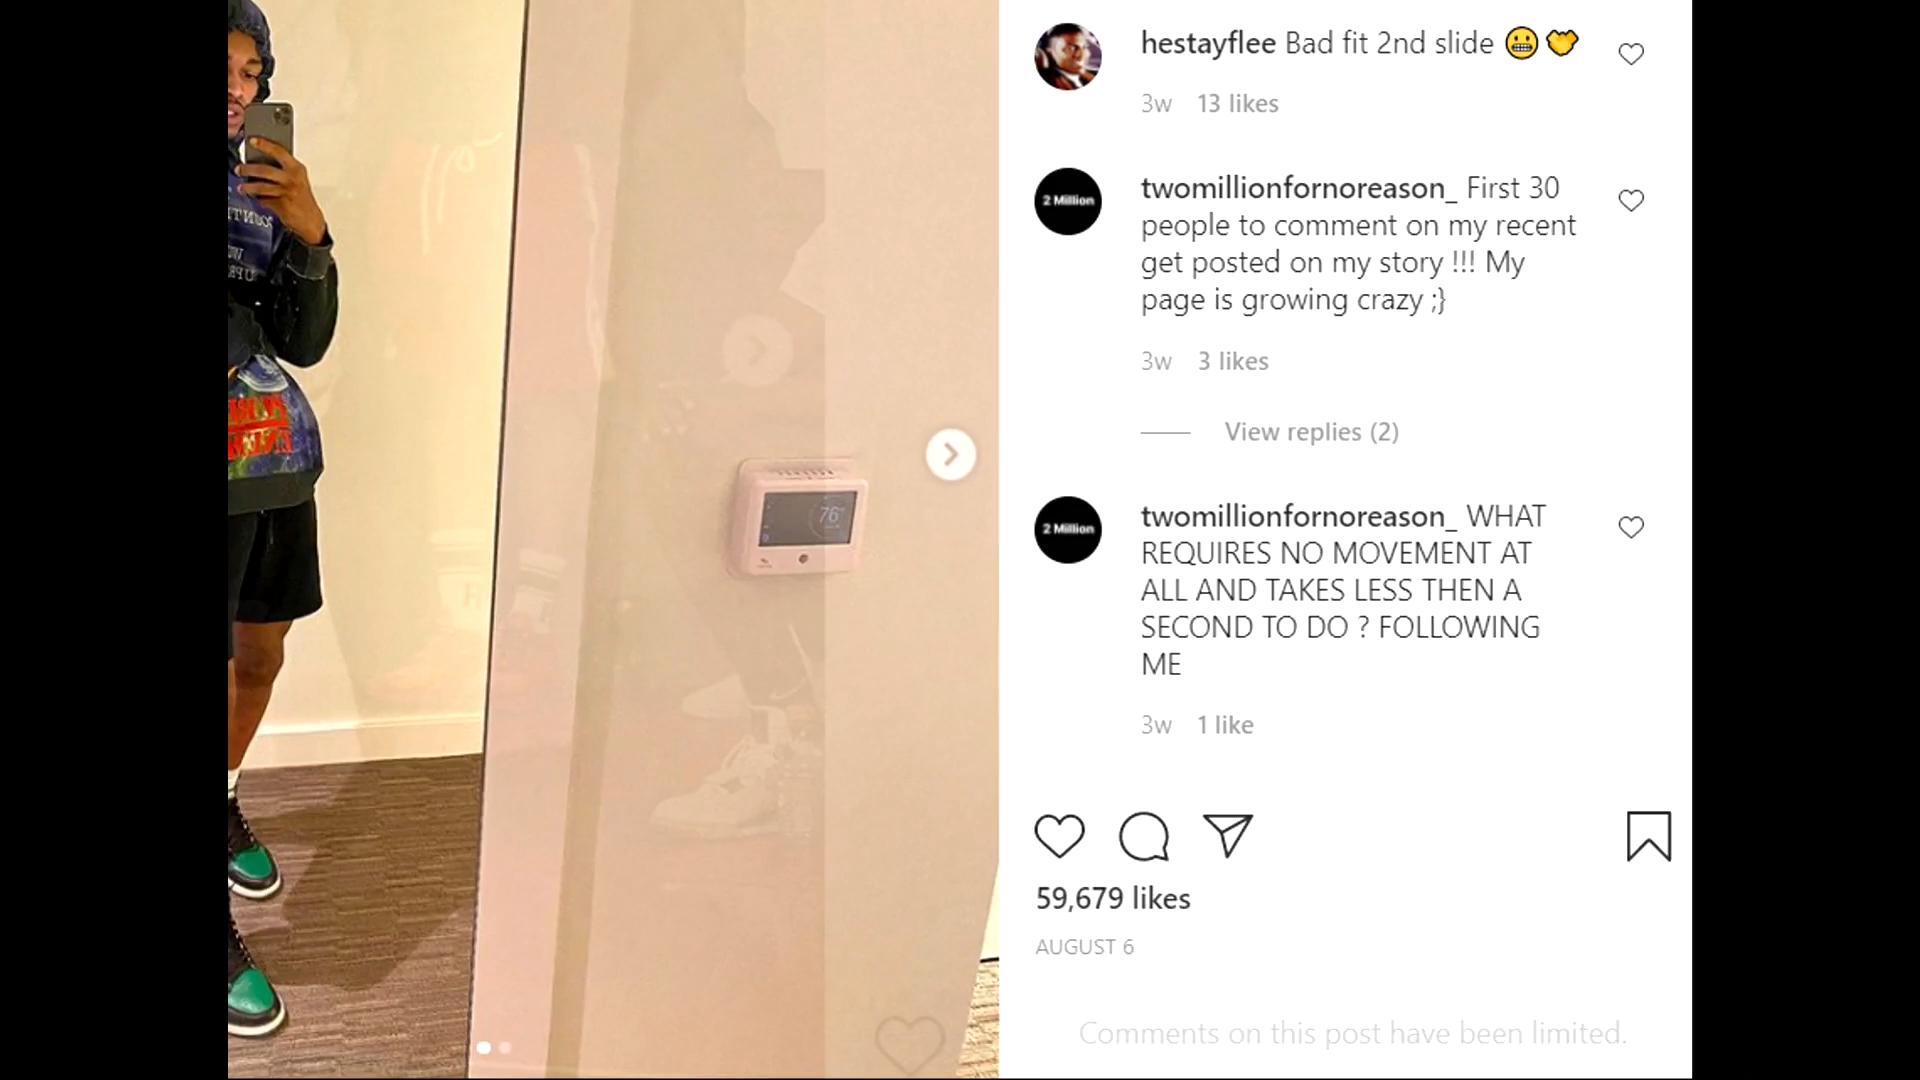 hestayflee Bad fit 2nd slide 😬
3w 13 likes
2 Million
twomillionfornoreason_ First 30
people to comment on my recent
get posted on my story !!! My
page is growing crazy ;}
3w 3 likes
View replies (2)
2 Million
twomillionfornoreason_ WHAT
REQUIRES NO MOVEMENT AT
ALL AND TAKES LESS THEN A
SECOND TO DO ? FOLLOWING
ME
3w 1 like
59,679 likes
AUGUST 6
Comments on this post have been limited.
76°